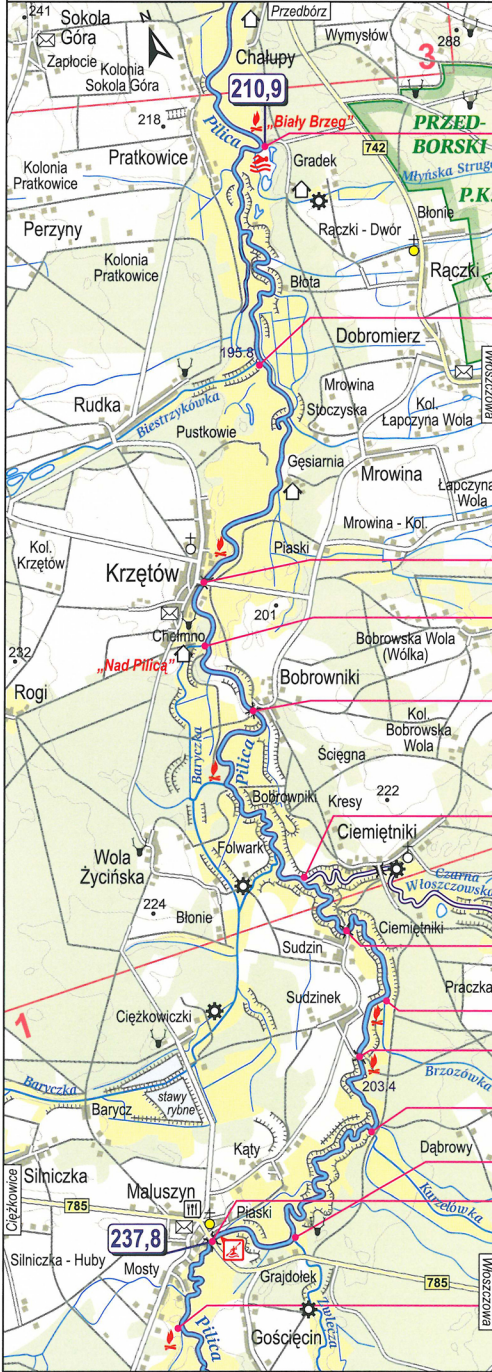 241
Sokola
Góra
N
Przedbórz
Wymysłów
288
Zapłocie
Kolonia
Sokola Góra
Chałupy
3
210,9
218
Pilica
„Biały Brzeg”
PRZED-
BORSKI
P.K.
Pratkowice
742
Gradek
Młyńska Struga
Kolonia
Pratkowice
Błonie
Perzyny
Rączki - Dwór
Kolonia
Pratkowice
Rączki
Błota
195.8
Dobromierz
Włoszczowa
Rudka
Biestrzykówka
Mrowina
Stoczyska
Kol.
Łapczyna Wola
Pustkowie
Gęsiarnia
Mrowina
Łapczyna
Wola
Mrowina - Kol.
Kol.
Krzętów
Piaski
Krzętów
201
Chełmno
232
„Nad Pilicą”
Bobrowska Wola
(Wólka)
Rogi
Bobrowniki
Kol.
Bobrowska
Wola
Baryczka
Pilica
Ścięgna
222
Bobrowniki
Kresy
Ciemiętniki
Folwark
Wola
Życińska
Czarna
Włoszczowska
224
Błonie
Ciemiętniki
Sudzin
Praczka
Sudzinek
1
Ciężkowiczki
Baryczka
Brzozówka
stawy
rybne
203.4
Barycz
Kąty
Dąbrowy
Silniczka
Ciężkowice
Maluszyn
Karzelówka
785
Piaski
237,8
Silniczka - Huby
Mosty
Grajdołek
785
Włoszczowa
Zwlecza
Pilica
Gościęcin